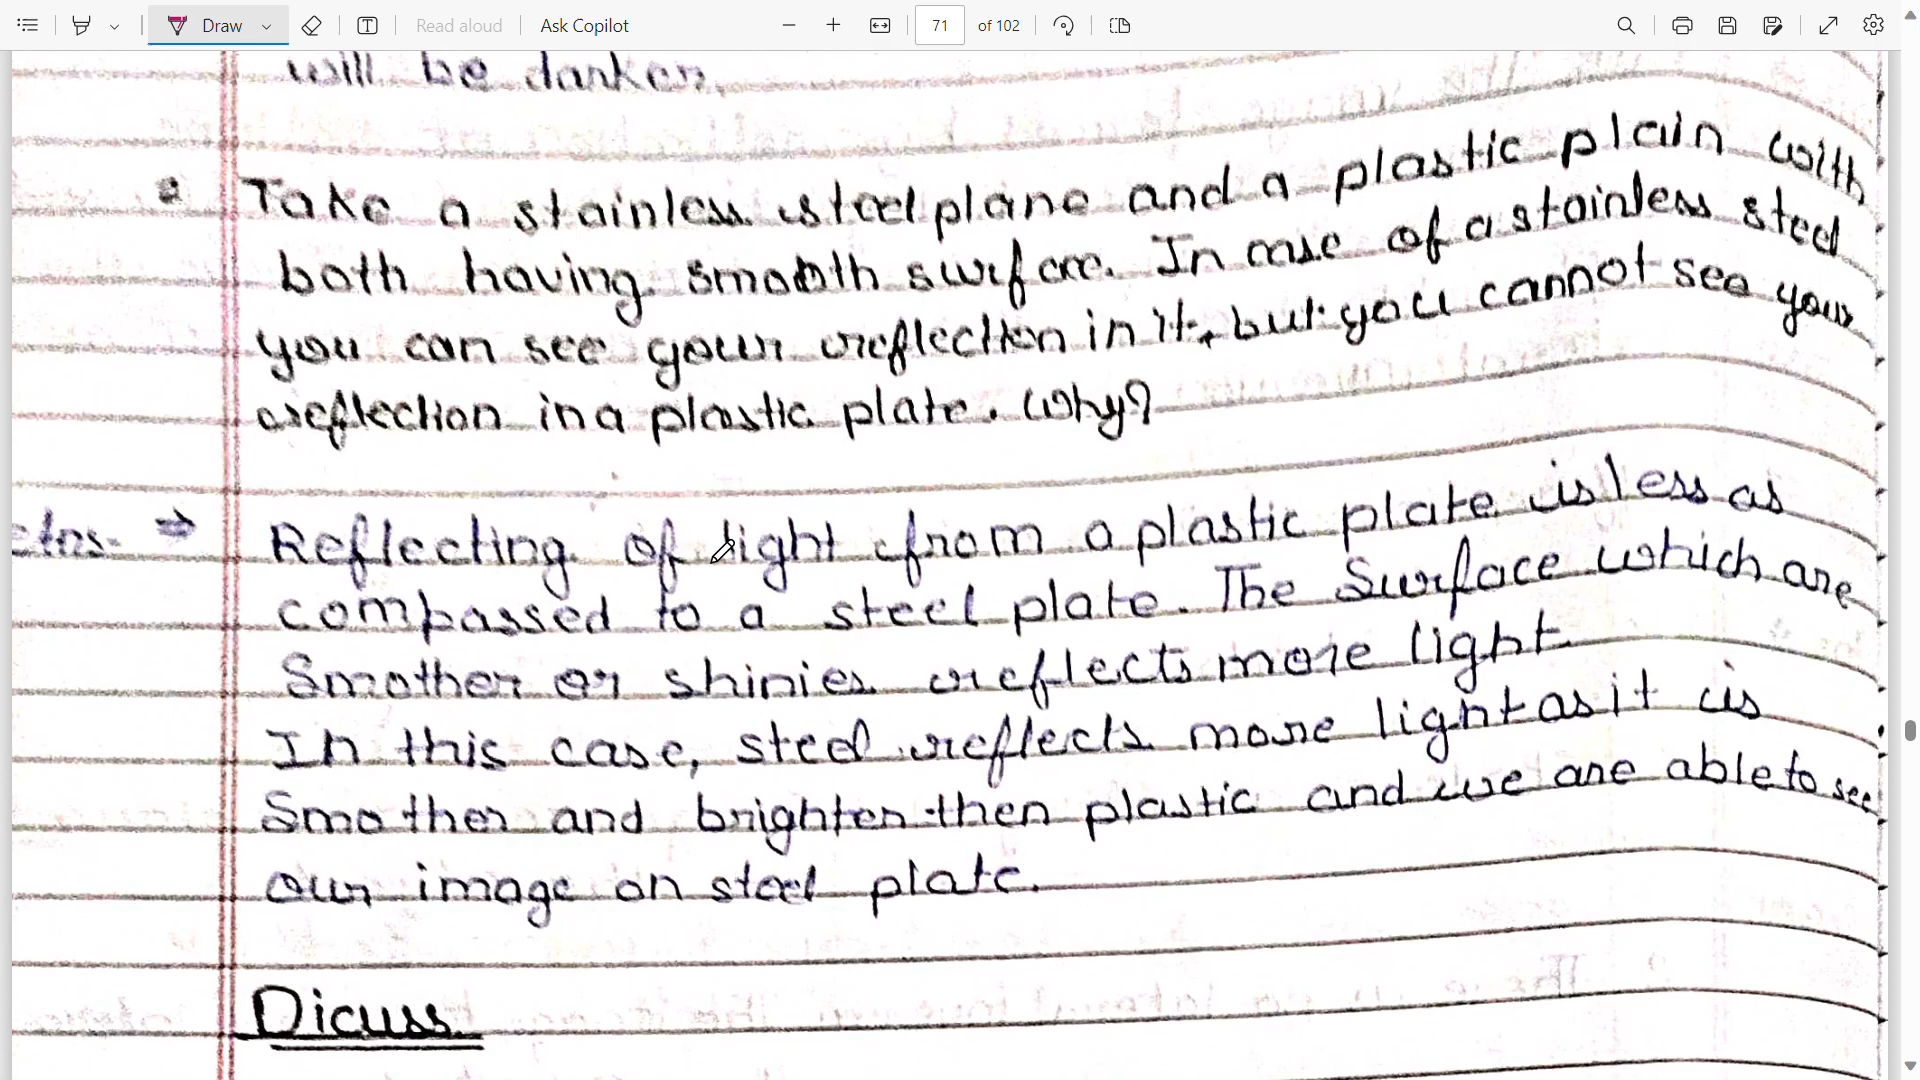 Draw
Read aloud
Ask Copilot
71
of 102
will be darker.
2 Take a stainless steel plane and a plastic plain with
both having smooth surface. In case of a stainless steel
you can see your reflection in it, but you cannot see your
reflection in a plastic plate. Why?
Ans. ⇒ Reflecting of light from a plastic plate is less as
compassed to a steel plate. The Surface which are
Smother or shinies reflects more light.
In this case, steel reflects more light as it is
Smother and brighter then plastic and we are able to see
our image on steel plate.
Dicuss